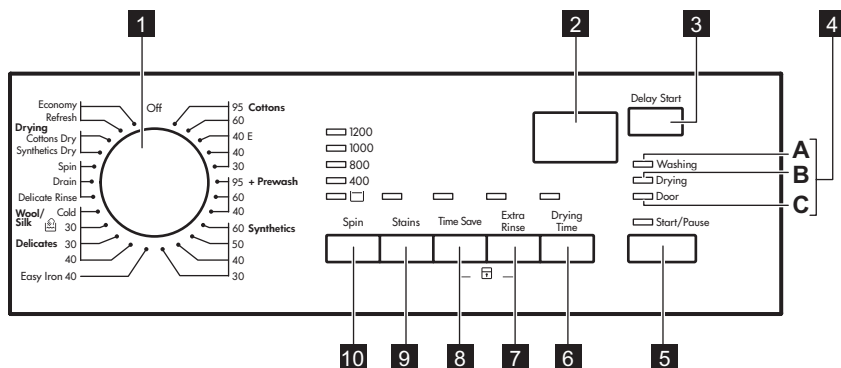 1
2
3
4
Off
Economy
Refresh
Drying
Cottons Dry
Synthetics Dry
Spin
Drain
Delicate Rinse
Wool/ Cold
Silk 30
Delicates 30
40
Easy Iron 40
95 Cottons
60
40 E
40
30
95 + Prewash
60
40
60 Synthetics
50
40
30
1200
1000
800
400
Delay Start
A
Washing
B
Drying
C
Door
Start/Pause
Spin
Stains
Time Save
Extra
Rinse
Drying
Time
10
9
8
7
6
5